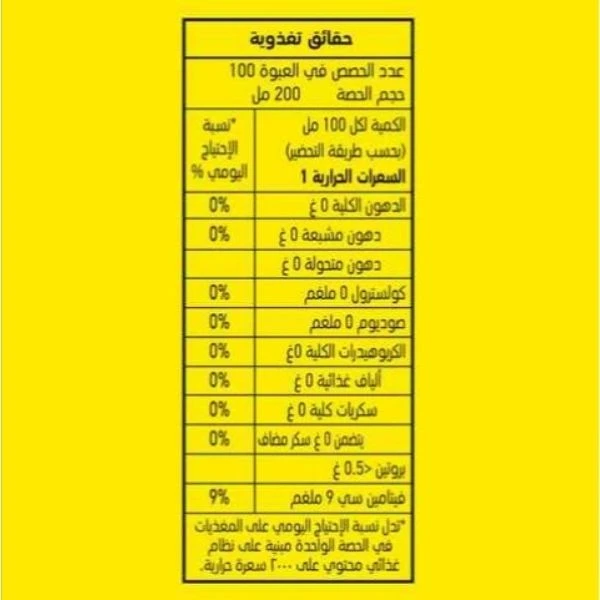 حقائق تغذوية
عدد الحصص في العبوة 100
حجم الحصة 200 مل
الكمية لكل 100 مل
(بحسب طريقة التحضير)
السعرات الحرارية 1
*نسبة
الإحتياج
اليومي %
الدهون الكلية 0 غ 0%
دهون مشبعة 0 غ 0%
دهون متحولة 0 غ
كولسترول 0 ملغم 0%
صوديوم 0 ملغم 0%
الكربوهيدرات الكلية 0غ 0%
ألياف غذائية 0 غ 0%
سكريات كلية 0 غ 0%
يتضمن 0 غ سكر مضاف 0%
بروتين <0.5 غ
فيتامين سي 9 ملغم 9%
*تدل نسبة الإحتياج اليومي على المغذيات
في الحصة الواحدة مبنية على نظام
غذائي محتوي على ٢٠٠٠ سعرة حرارية.